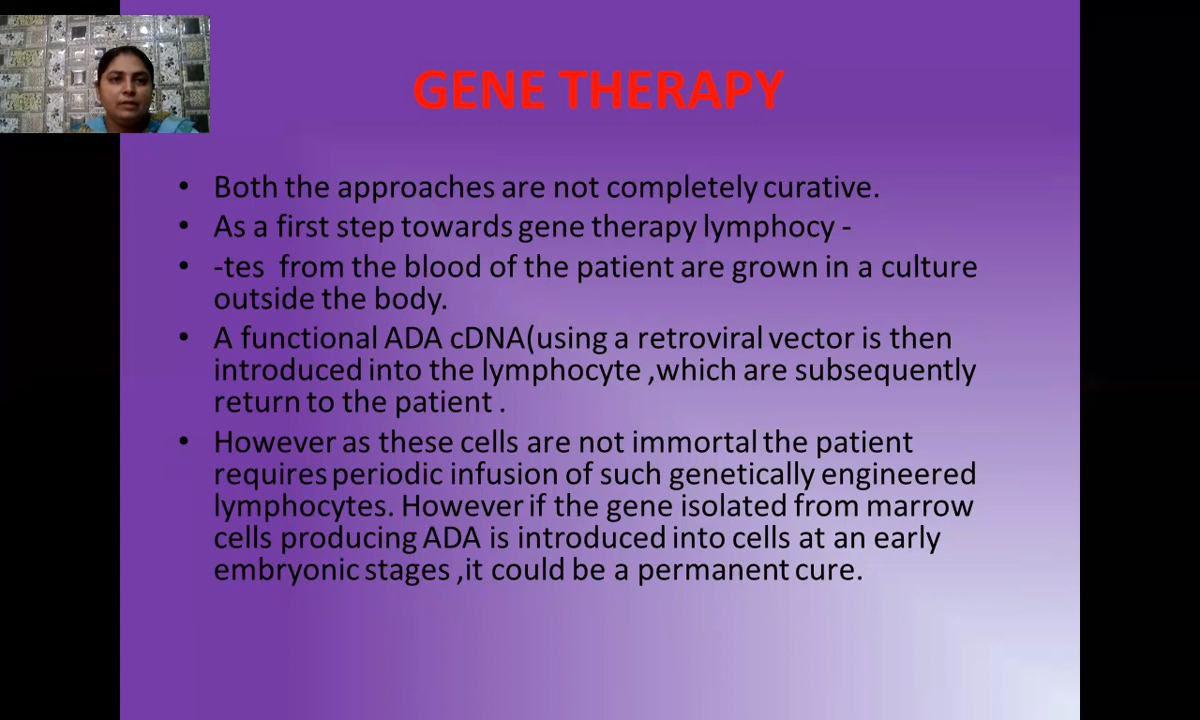 GENE THERAPY
• Both the approaches are not completely curative.
• As a first step towards gene therapy lymphocy -
• -tes from the blood of the patient are grown in a culture
outside the body.
• A functional ADA cDNA(using a retroviral vector is then
introduced into the lymphocyte ,which are subsequently
return to the patient .
• However as these cells are not immortal the patient
requires periodic infusion of such genetically engineered
lymphocytes. However if the gene isolated from marrow
cells producing ADA is introduced into cells at an early
embryonic stages ,it could be a permanent cure.